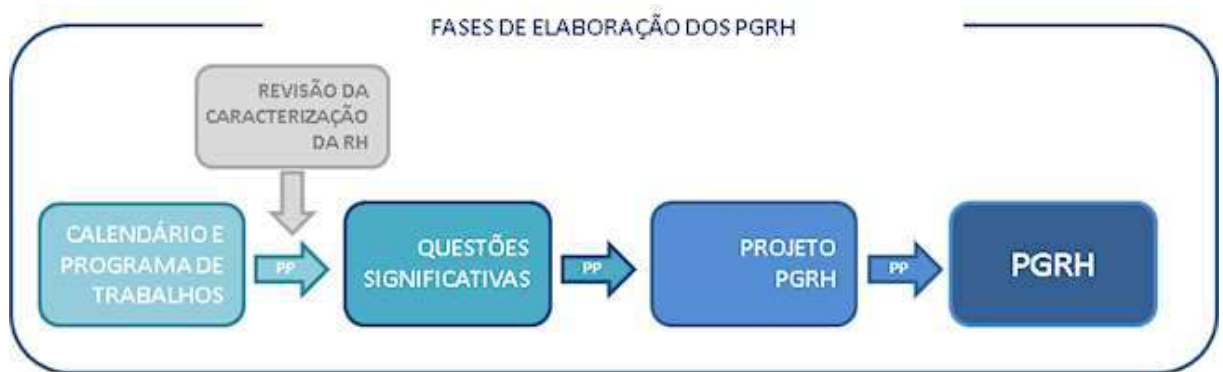 FASES DE ELABORAÇÃO DOS PGRH
REVISÃO DA
CARACTERIZAÇÃO
DA RH
CALENDÁRIO E
PROGRAMA DE
TRABALHOS
PP
QUESTÕES
SIGNIFICATIVAS
PP
PROJETO
PGRH
PP
PGRH